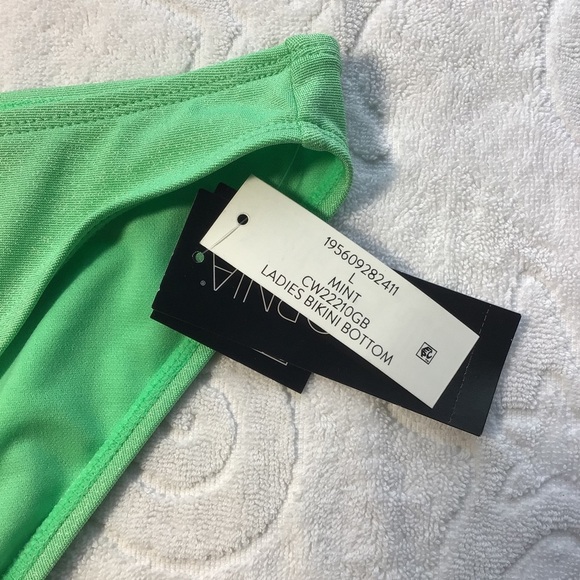 195609282411
L
MINT
CW22210GB
LADIES BIKINI BOTTOM